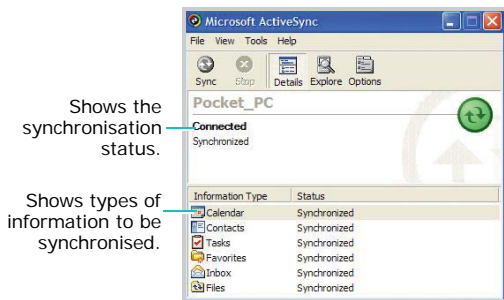 Microsoft ActiveSync
File View Tools Help
Sync Stop Details Explore Options
Pocket_PC
Connected
Synchronized
Shows the
synchronisation
status.
Information Type Status
Calendar Synchronized
Contacts Synchronized
Tasks Synchronized
Favorites Synchronized
Inbox Synchronized
Files Synchronized
Shows types of
information to be
synchronised.